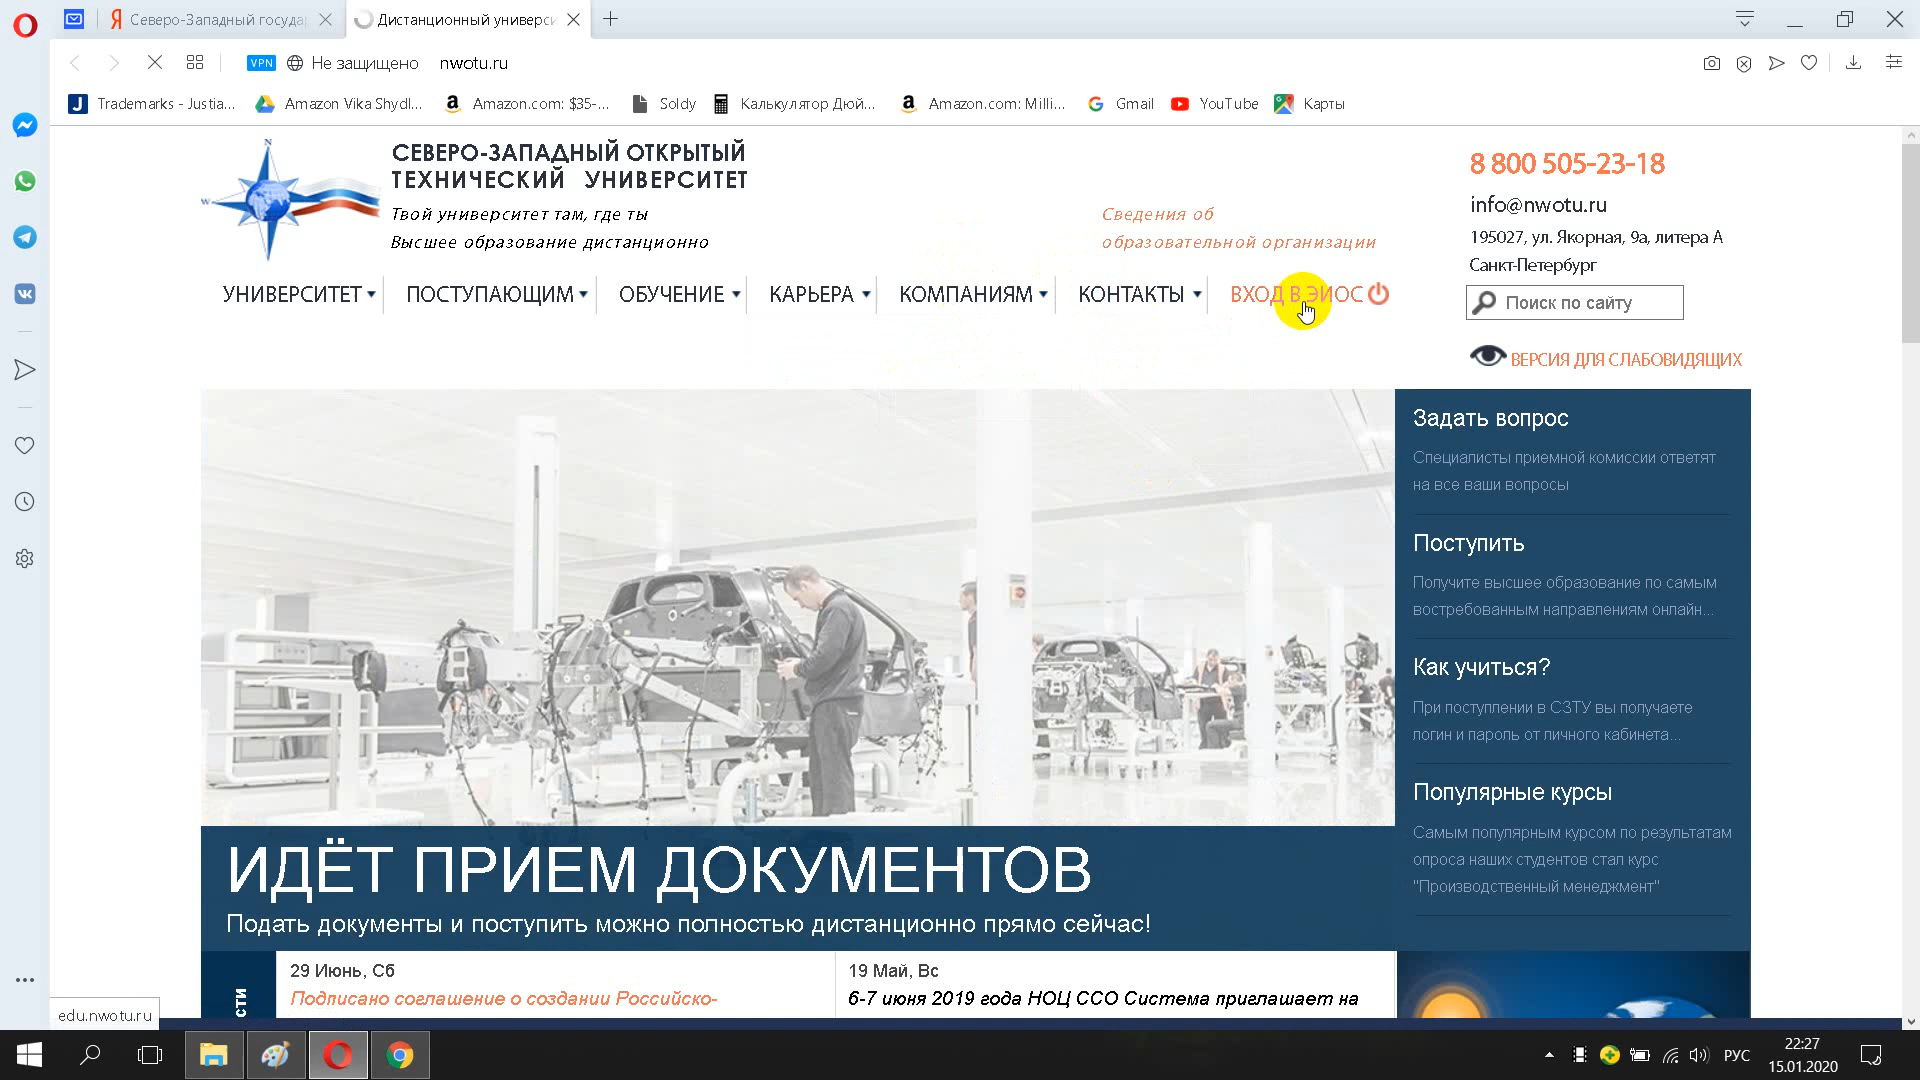 Северо-Западный госуда
Дистанционный университ
VPN
Не защищено
nwotu.ru
Trademarks - Justia...
Amazon Vika Shydl...
Amazon.com: $35-...
Soldy
Калькулятор Дюй...
Amazon.com: Milli...
Gmail
YouTube
Карты
СЕВЕРО-ЗАПАДНЫЙ ОТКРЫТЫЙ
ТЕХНИЧЕСКИЙ УНИВЕРСИТЕТ
Твой университет там, где ты
Высшее образование дистанционно
Сведения об
образовательной организации
8 800 505-23-18
info@nwotu.ru
195027, ул. Якорная, 9а, литера А
Санкт-Петербург
УНИВЕРСИТЕТ
ПОСТУПАЮЩИМ
ОБУЧЕНИЕ
КАРЬЕРА
КОМПАНИЯМ
КОНТАКТЫ
ВХОД В ЭИОС
Поиск по сайту
ВЕРСИЯ ДЛЯ СЛАБОВИДЯЩИХ
Задать вопрос
Специалисты приемной комиссии ответят
на все ваши вопросы
Поступить
Получите высшее образование по самым
востребованным направлениям онлайн...
Как учиться?
При поступлении в СЗТУ вы получаете
логин и пароль от личного кабинета...
Популярные курсы
Самым популярным курсом по результатам
опроса наших студентов стал курс
"Производственный менеджмент"
ИДЁТ ПРИЕМ ДОКУМЕНТОВ
Подать документы и поступить можно полностью дистанционно прямо сейчас!
сти
29 Июнь, Сб
Подписано соглашение о создании Российско-
19 Май, Вс
6-7 июня 2019 года НОЦ ССО Система приглашает на
edu.nwotu.ru
РУС
22:27
15.01.2020